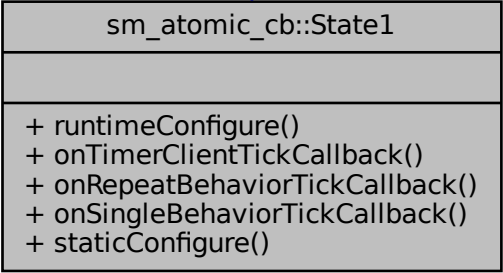 sm_atomic_cb::State1
+ runtimeConfigure()
+ onTimerClientTickCallback()
+ onRepeatBehaviorTickCallback()
+ onSingleBehaviorTickCallback()
+ staticConfigure()